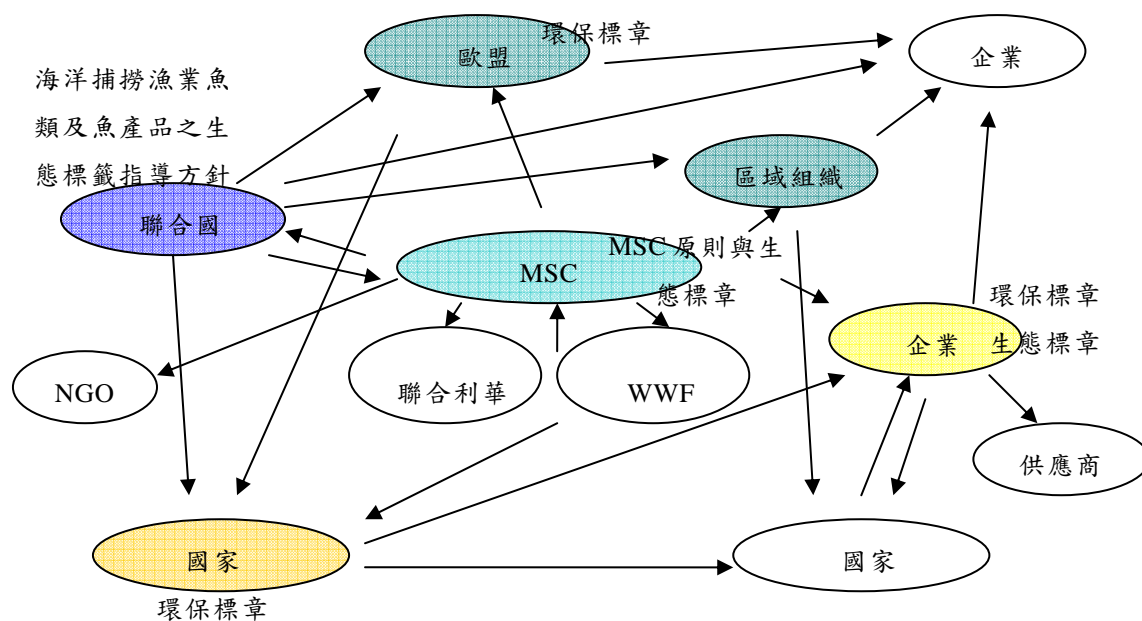 環保標章
歐盟
企業
海洋捕撈漁業魚
類及魚產品之生
態標籤指導方針
區域組織
聯合國
MSC 原則與生
態標章
MSC
環保標章
生態標章
企業
NGO
聯合利華
WWF
供應商
國家
環保標章
國家